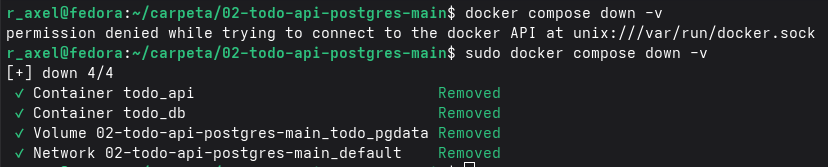 r_axel@fedora:~/carpeta/02-todo-api-postgres-main$ docker compose down -v
permission denied while trying to connect to the docker API at unix:///var/run/docker.sock
r_axel@fedora:~/carpeta/02-todo-api-postgres-main$ sudo docker compose down -v
[+] down 4/4
✓ Container todo_api Removed
✓ Container todo_db Removed
✓ Volume 02-todo-api-postgres-main_todo_pgdata Removed
✓ Network 02-todo-api-postgres-main_default Removed